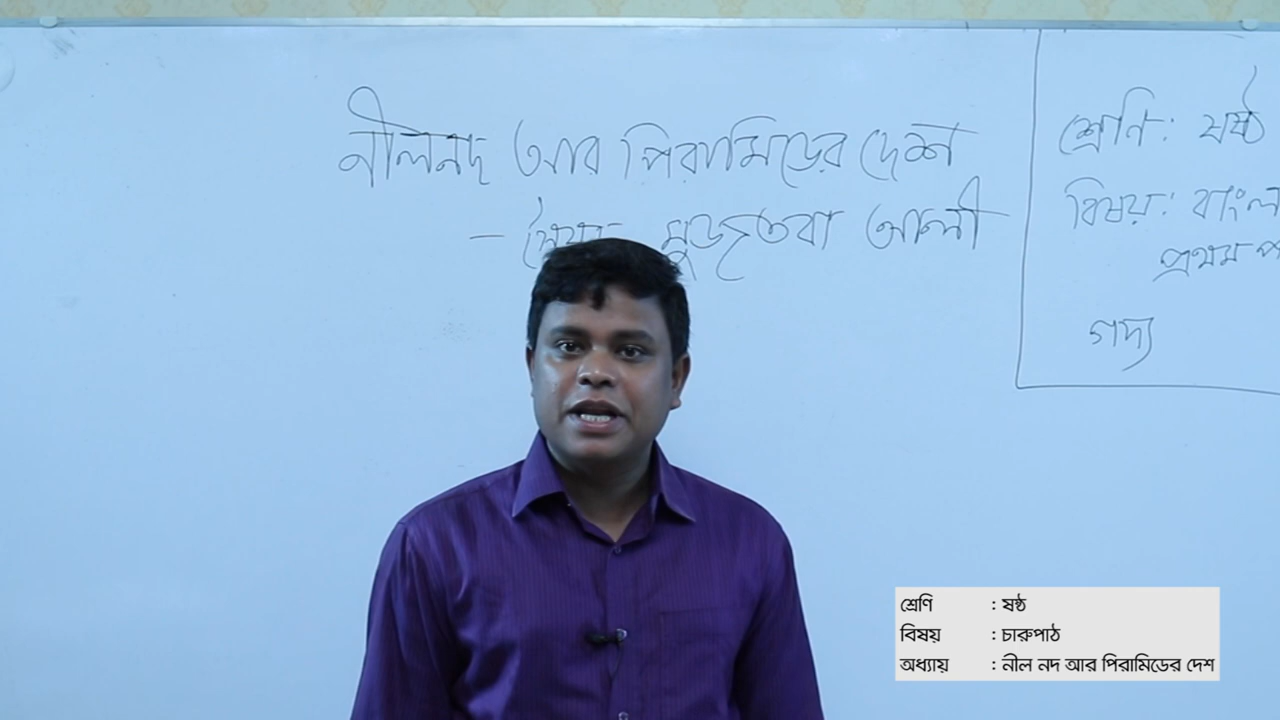 নীলনদ আর পিরামিডের দেশ
- সৈয়দ মুজতবা আলী
শ্রেণি: ষষ্ঠ
বিষয়: বাংল
প্রথম প
গদ্য
শ্রেণি : ষষ্ঠ
বিষয় : চারুপাঠ
অধ্যায় : নীল নদ আর পিরামিডের দেশ